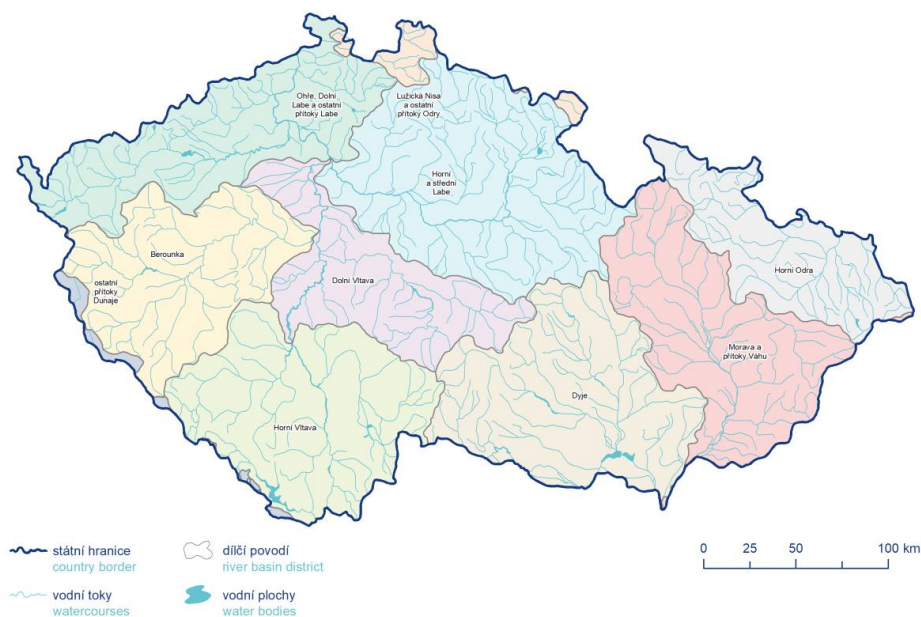 Ohře, Dolní
Labe a ostatní
přítoky Labe
Lužická Nisa
a ostatní
přítoky Odry
Horní
a střední
Labe
Berounka
ostatní
přítoky
Dunaje
Dolní Vltava
Horní Odra
Morava a
přítoky Váhu
Dyje
Horní Vltava
státní hranice
country border
dílčí povodí
river basin district
vodní toky
watercourses
vodní plochy
water bodies
0 25 50 100 km